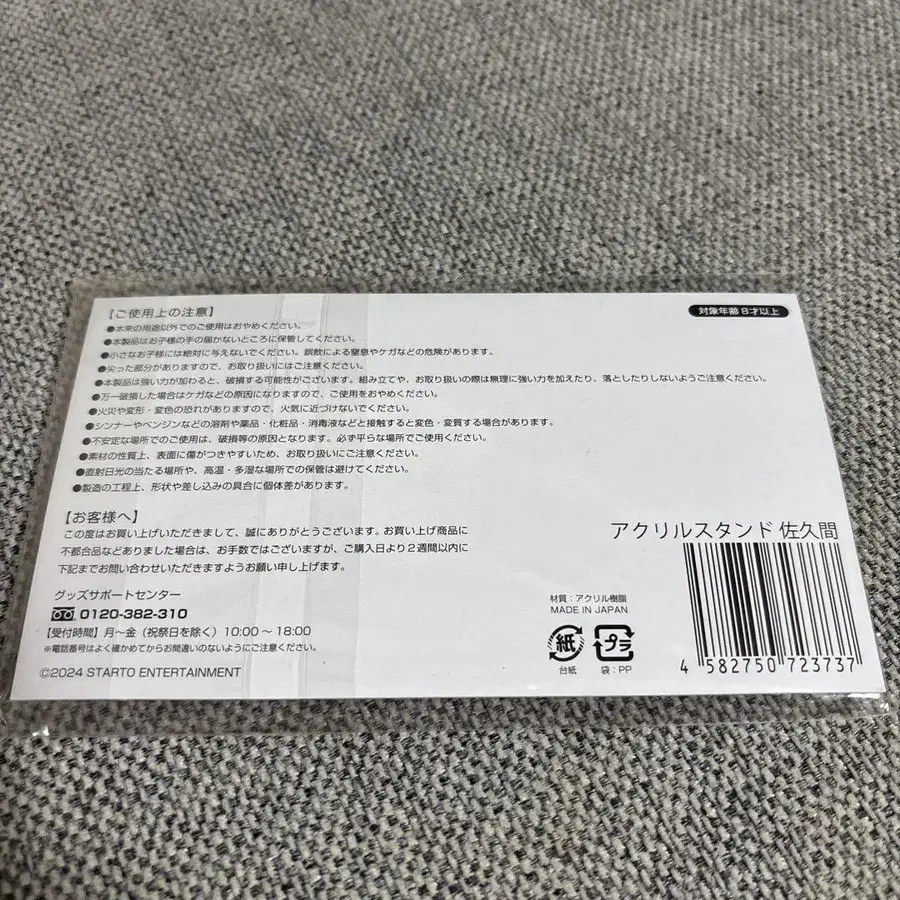 【ご使用上の注意】
対象年齢 8才以上
●本来の用途以外でのご使用はおやめください。
●本製品はお子様の手の届かないところに保管してください。
●小さなお子様には絶対に与えないでください。誤飲による窒息やケガなどの危険があります。
●尖った部分がありますので、お取り扱いにはご注意ください。
●本製品は強い力が加わると、破損する可能性がございます。組み立てや、お取り扱いの際は無理に強い力を加えたり、落としたりしないようご注意ください。
●万一破損した場合はケガなどの原因になりますので、ご使用をおやめください。
●火災や変形・変色の恐れがありますので、火気に近づけないでください。
●シンナーやベンジンなどの溶剤や薬品・化粧品・消毒液などと接触すると変色・変質する場合があります。
●不安定な場所でのご使用は、破損等の原因となります。必ず平らな場所でご使用ください。
●素材の性質上、表面に傷がつきやすいため、お取り扱いにご注意ください。
●直射日光の当たる場所や、高温・多湿な場所での保管は避けてください。
●製造の工程上、形状や差し込みの具合に個体差があります。
【お客様へ】
この度はお買い上げいただきまして、誠にありがとうございます。お買い上げ商品に
不都合品などありました場合は、お手数ではございますが、ご購入日より2週間以内に
下記までお問い合わせいただきますようお願い申し上げます。
グッズサポートセンター
0120-382-310
【受付時間】月〜金（祝祭日を除く）10:00〜18:00
※電話番号はよく確かめてからお間違いのないようにご注意ください。
©2024 STARTO ENTERTAINMENT
アクリルスタンド 佐久間
材質：アクリル樹脂
MADE IN JAPAN
紙
プラ
台紙
袋：PP
4 582750 723737